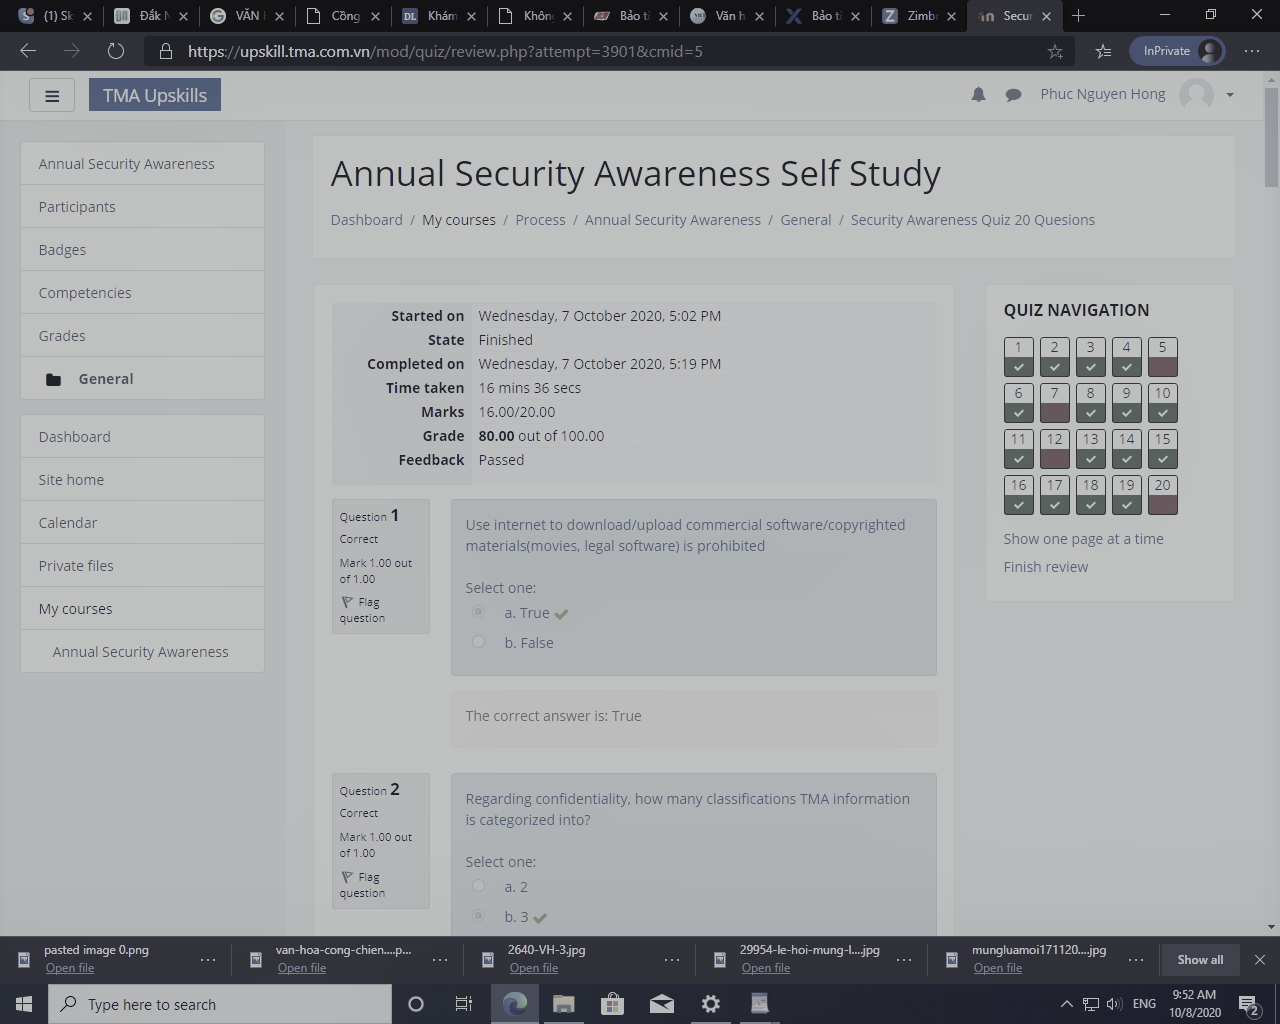 (1) Sk
Đắk N
VĂN
Công
DL Khám
Không
Bảo t
Văn h
Bảo t
Z Zimb
Secur
https://upskill.tma.com.vn/mod/quiz/review.php?attempt=3901&cmid=5
InPrivate
TMA Upskills
Phuc Nguyen Hong
Annual Security Awareness
Participants
Badges
Competencies
Grades
General
Dashboard
Site home
Calendar
Private files
My courses
Annual Security Awareness
Annual Security Awareness Self Study
Dashboard / My courses / Process / Annual Security Awareness / General / Security Awareness Quiz 20 Quesions
Started on Wednesday, 7 October 2020, 5:02 PM
State Finished
Completed on Wednesday, 7 October 2020, 5:19 PM
Time taken 16 mins 36 secs
Marks 16.00/20.00
Grade 80.00 out of 100.00
Feedback Passed
Question 1
Correct
Mark 1.00 out
of 1.00
Flag
question
Use internet to download/upload commercial software/copyrighted
materials(movies, legal software) is prohibited
Select one:
a. True
b. False
The correct answer is: True
Question 2
Correct
Mark 1.00 out
of 1.00
Flag
question
Regarding confidentiality, how many classifications TMA information
is categorized into?
Select one:
a. 2
b. 3
QUIZ NAVIGATION
1 2 3 4 5
6 7 8 9 10
11 12 13 14 15
16 17 18 19 20
Show one page at a time
Finish review
pasted image 0.png
Open file
van-hoa-cong-chien....p...
Open file
2640-VH-3.jpg
Open file
29954-le-hoi-mung-l....jpg
Open file
mungluamoi171120....jpg
Open file
Show all
Type here to search
ENG
9:52 AM
10/8/2020
2